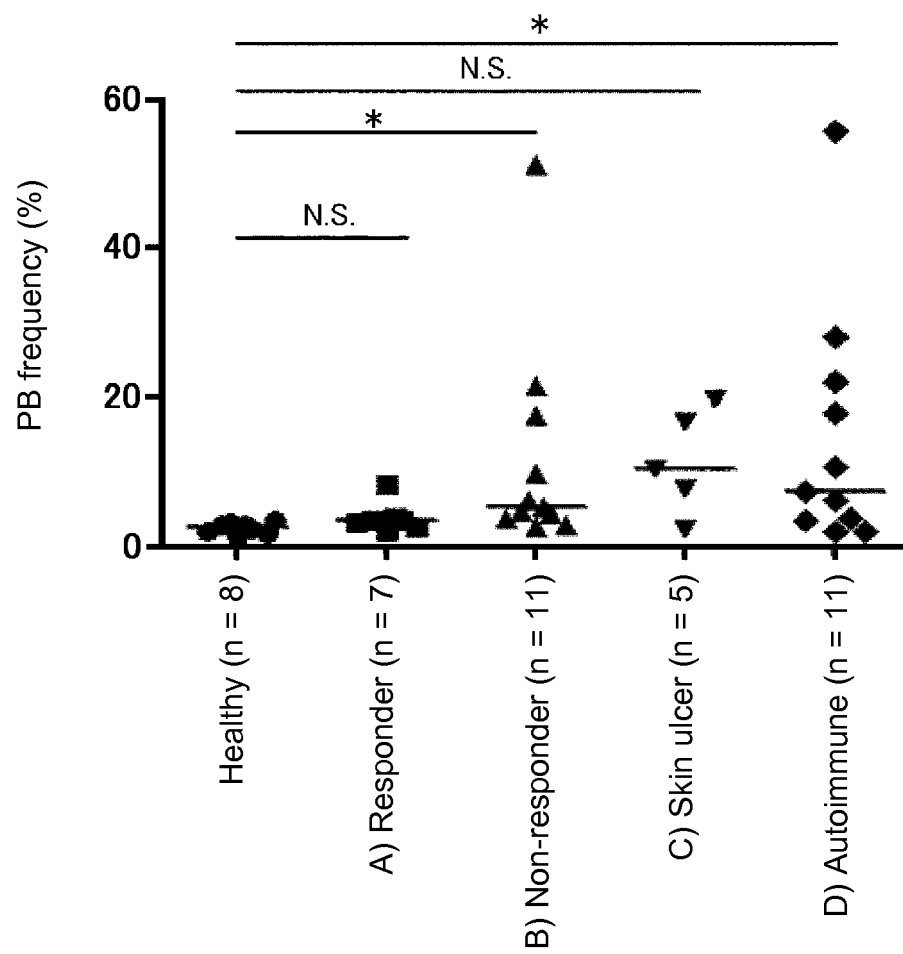 *
N.S.
*
N.S.
PB frequency (%)
60
40
20
0
Healthy (n = 8)
A) Responder (n = 7)
B) Non-responder (n = 11)
C) Skin ulcer (n = 5)
D) Autoimmune (n = 11)